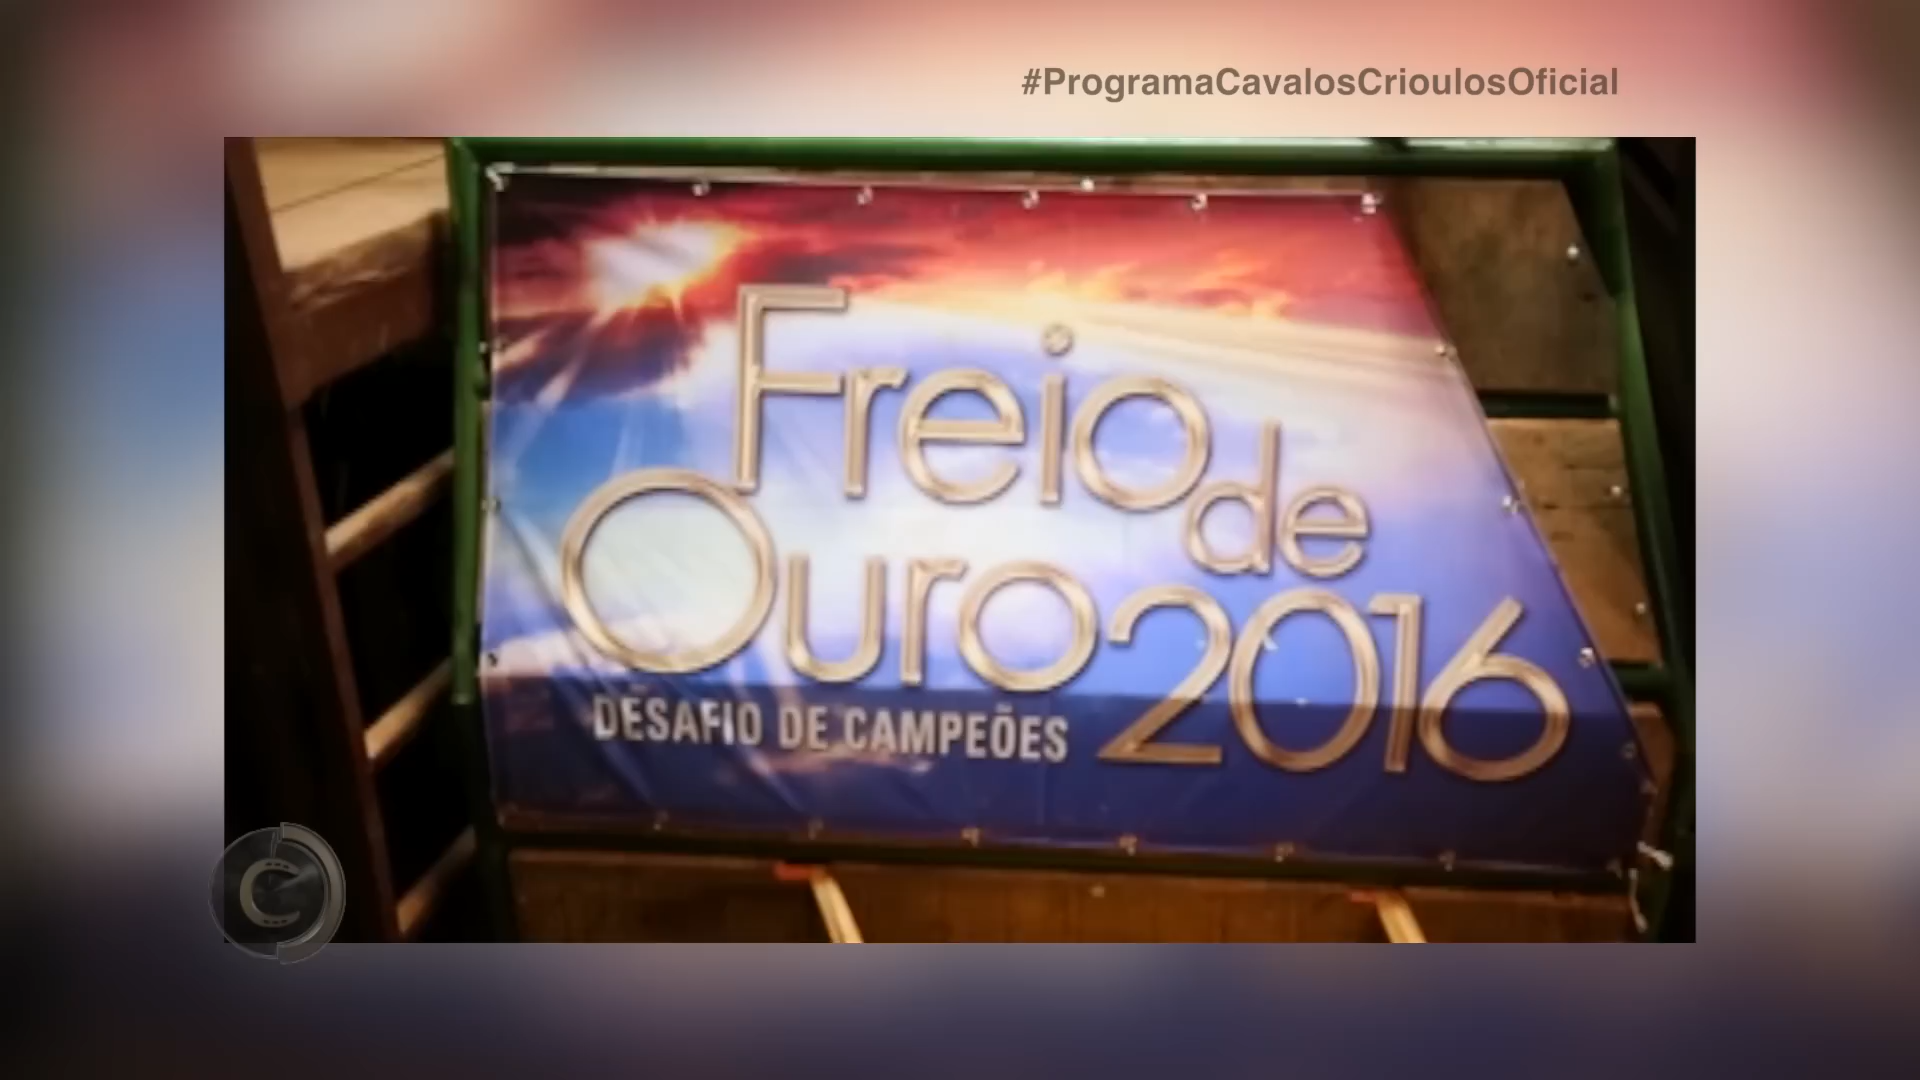 #ProgramaCavalosCrioulosOficial
Freio
de
Ouro 2016
DESAFIO DE CAMPEÕES
C